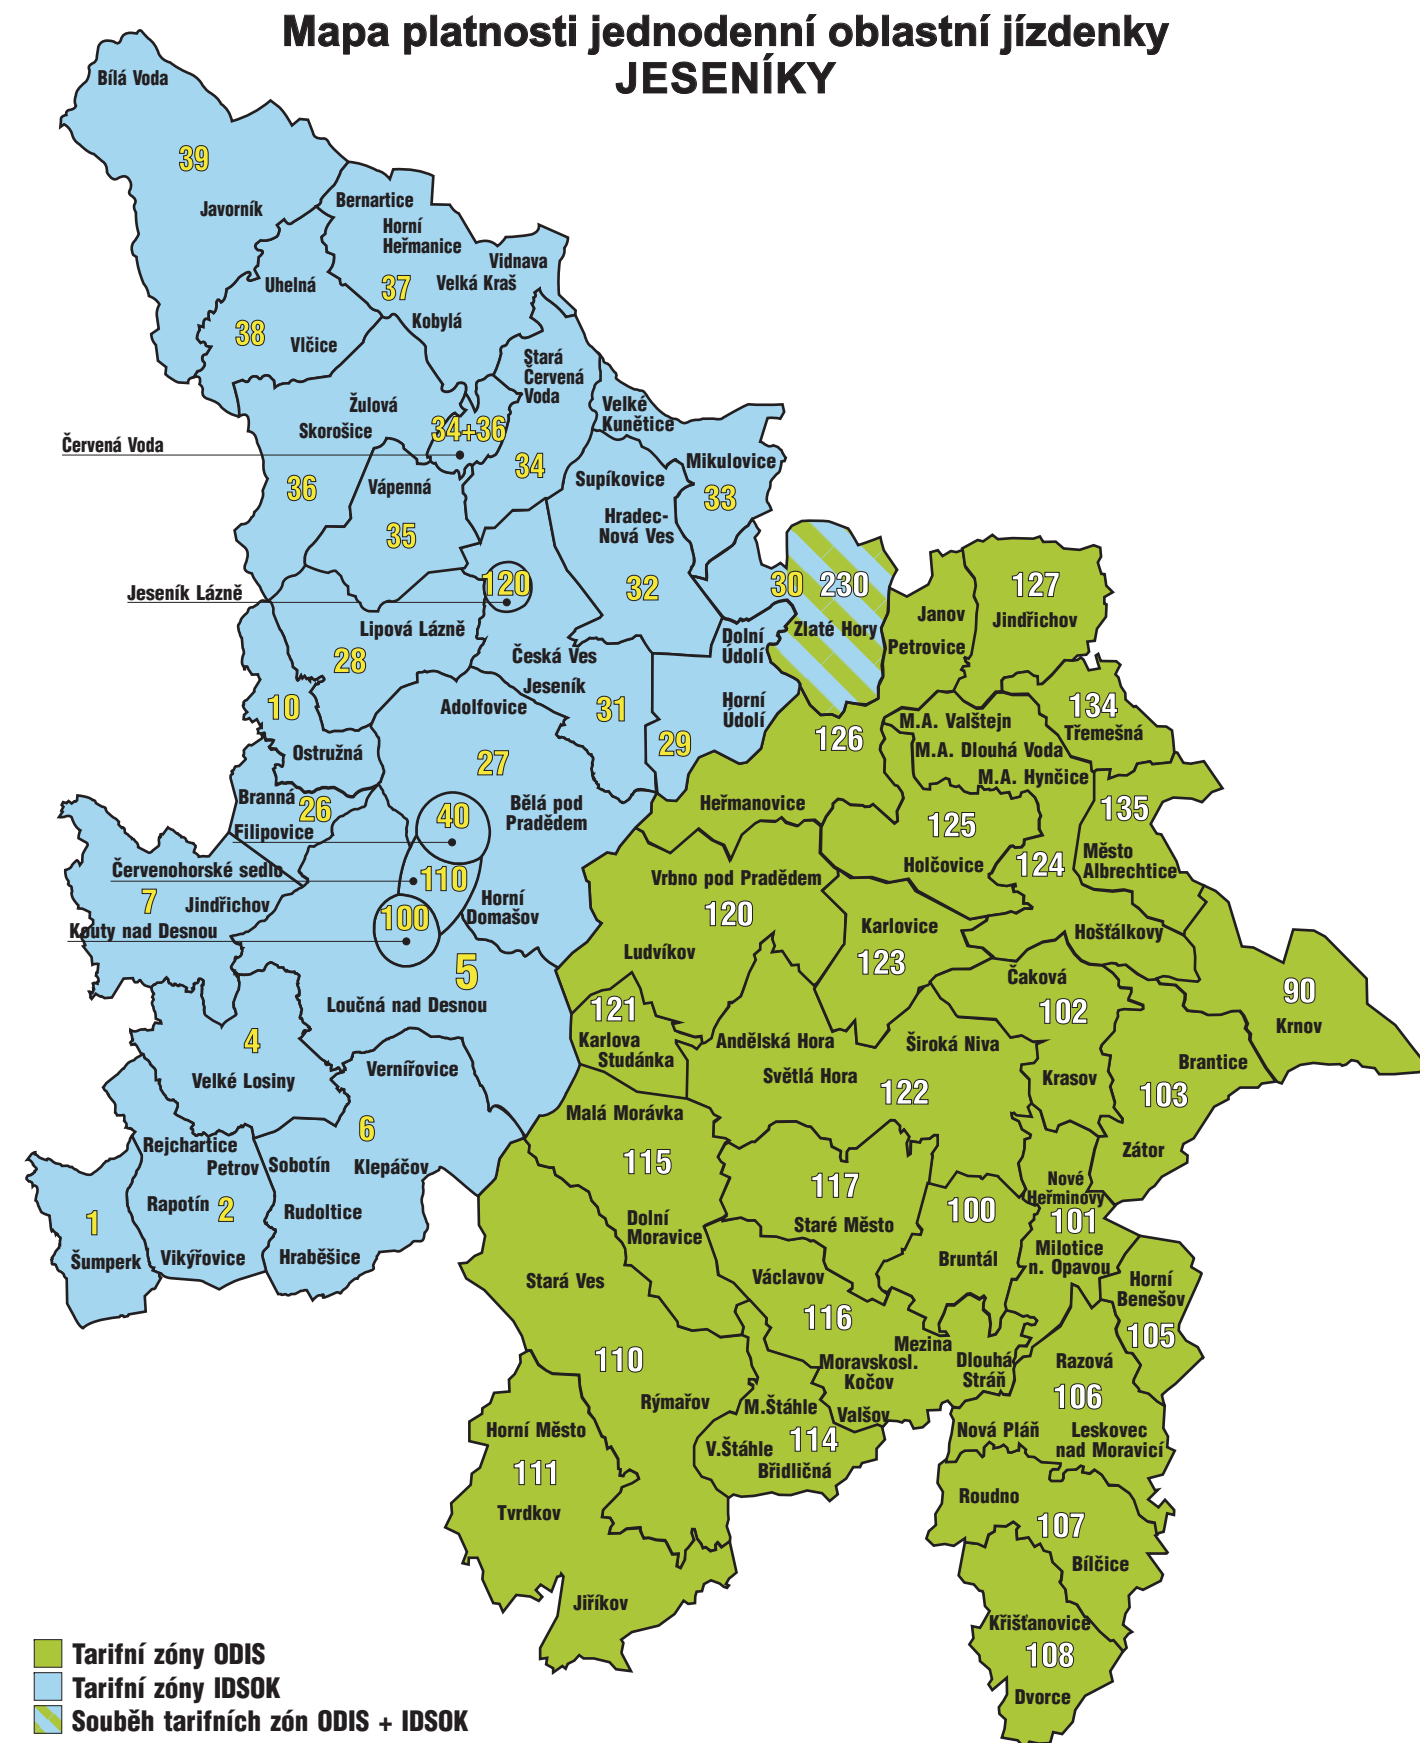 Mapa platnosti jednodenní oblastní jízdenky
JESENÍKY
Bílá Voda
39
Javorník
Bernartice
Horní
Heřmanice
Vidnava
37
Velká Kraš
Uhelná
Kobylá
38
Vlčice
Stará
Červená
Voda
Žulová
Skorošice
34+36
Velké
Kunětice
Červená Voda
34
Mikulovice
36
Vápenná
Supíkovice
33
Hradec-
Nová Ves
35
120
32
30
230
127
Jeseník Lázně
Janov
Jindřichov
Lipová Lázně
Dolní
Údolí
Zlaté Hory
Petrovice
28
Česká Ves
Jeseník
31
Horní
Údolí
10
Adolfovice
134
M.A. Valštejn
Třemešná
Ostružná
27
29
126
M.A. Dlouhá Voda
M.A. Hynčice
Branná
26
40
Bělá pod
Pradědem
Heřmanovice
135
Filipovice
125
Město
Albrechtice
Červenohorské sedlo
110
Holčovice
124
Vrbno pod Pradědem
7
Jindřichov
100
Horní
Domašov
120
Karlovice
Kouty nad Desnou
Hošťálkovy
Ludvíkov
123
5
Čaková
90
Loučná nad Desnou
121
102
Krnov
4
Karlova
Studánka
Andělská Hora
Široká Niva
Velké Losiny
Vernířovice
Světlá Hora
122
Krasov
Brantice
103
Malá Morávka
6
Rejchartice
Petrov
Sobotín
Klepáčov
115
117
Zátor
Nové
Heřminovy
Rapotín
2
Rudoltice
100
1
Dolní
Moravice
Staré Město
101
Šumperk
Vikýřovice
Hraběšice
Bruntál
Milotice
n. Opavou
Stará Ves
Václavov
Horní
Benešov
116
105
Mezina
110
Moravskosl.
Kočov
Dlouhá
Stráň
Razová
Rýmařov
M.Štáhle
Valšov
106
Horní Město
V.Štáhle
114
Nová Pláň
Leskovec
nad Moravicí
111
Břidličná
Tvrdkov
Roudno
107
Bílčice
Jiříkov
Křišťanovice
108
Dvorce
Tarifní zóny ODIS
Tarifní zóny IDSOK
Souběh tarifních zón ODIS + IDSOK